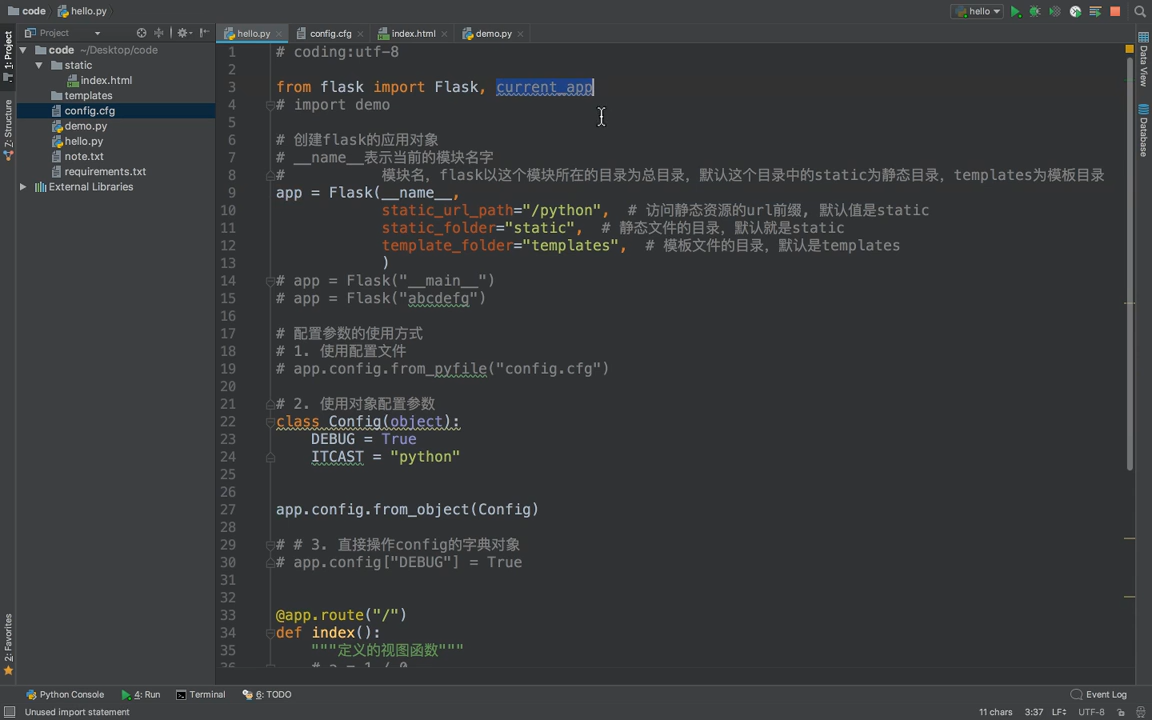 code hello.py
hello
Project
hello.py
config.cfg
index.html
demo.py
1: Project
Z: Structure
2: Favorites
code ~/Desktop/code
static
index.html
templates
config.cfg
demo.py
hello.py
note.txt
requirements.txt
External Libraries
1 # coding:utf-8
2
3 from flask import Flask, current_app
4 # import demo
5
6 # 创建flask的应用对象
7 # __name__表示当前的模块名字
8 # 模块名，flask以这个模块所在的目录为总目录，默认这个目录中的static为静态目录，templates为模板目录
9 app = Flask(__name__,
10 static_url_path="/python", # 访问静态资源的url前缀, 默认值是static
11 static_folder="static", # 静态文件的目录，默认就是static
12 template_folder="templates", # 模板文件的目录，默认是templates
13 )
14 # app = Flask("__main__")
15 # app = Flask("abcdefg")
16
17 # 配置参数的使用方式
18 # 1. 使用配置文件
19 # app.config.from_pyfile("config.cfg")
20
21 # 2. 使用对象配置参数
22 class Config(object):
23 DEBUG = True
24 ITCAST = "python"
25
26
27 app.config.from_object(Config)
28
29 # # 3. 直接操作config的字典对象
30 # app.config["DEBUG"] = True
31
32
33 @app.route("/")
34 def index():
35 """定义的视图函数"""
36 # a = 1 / 0
Data View
Database
Python Console
4: Run
Terminal
6: TODO
Event Log
Unused import statement
11 chars 3:37 LF UTF-8